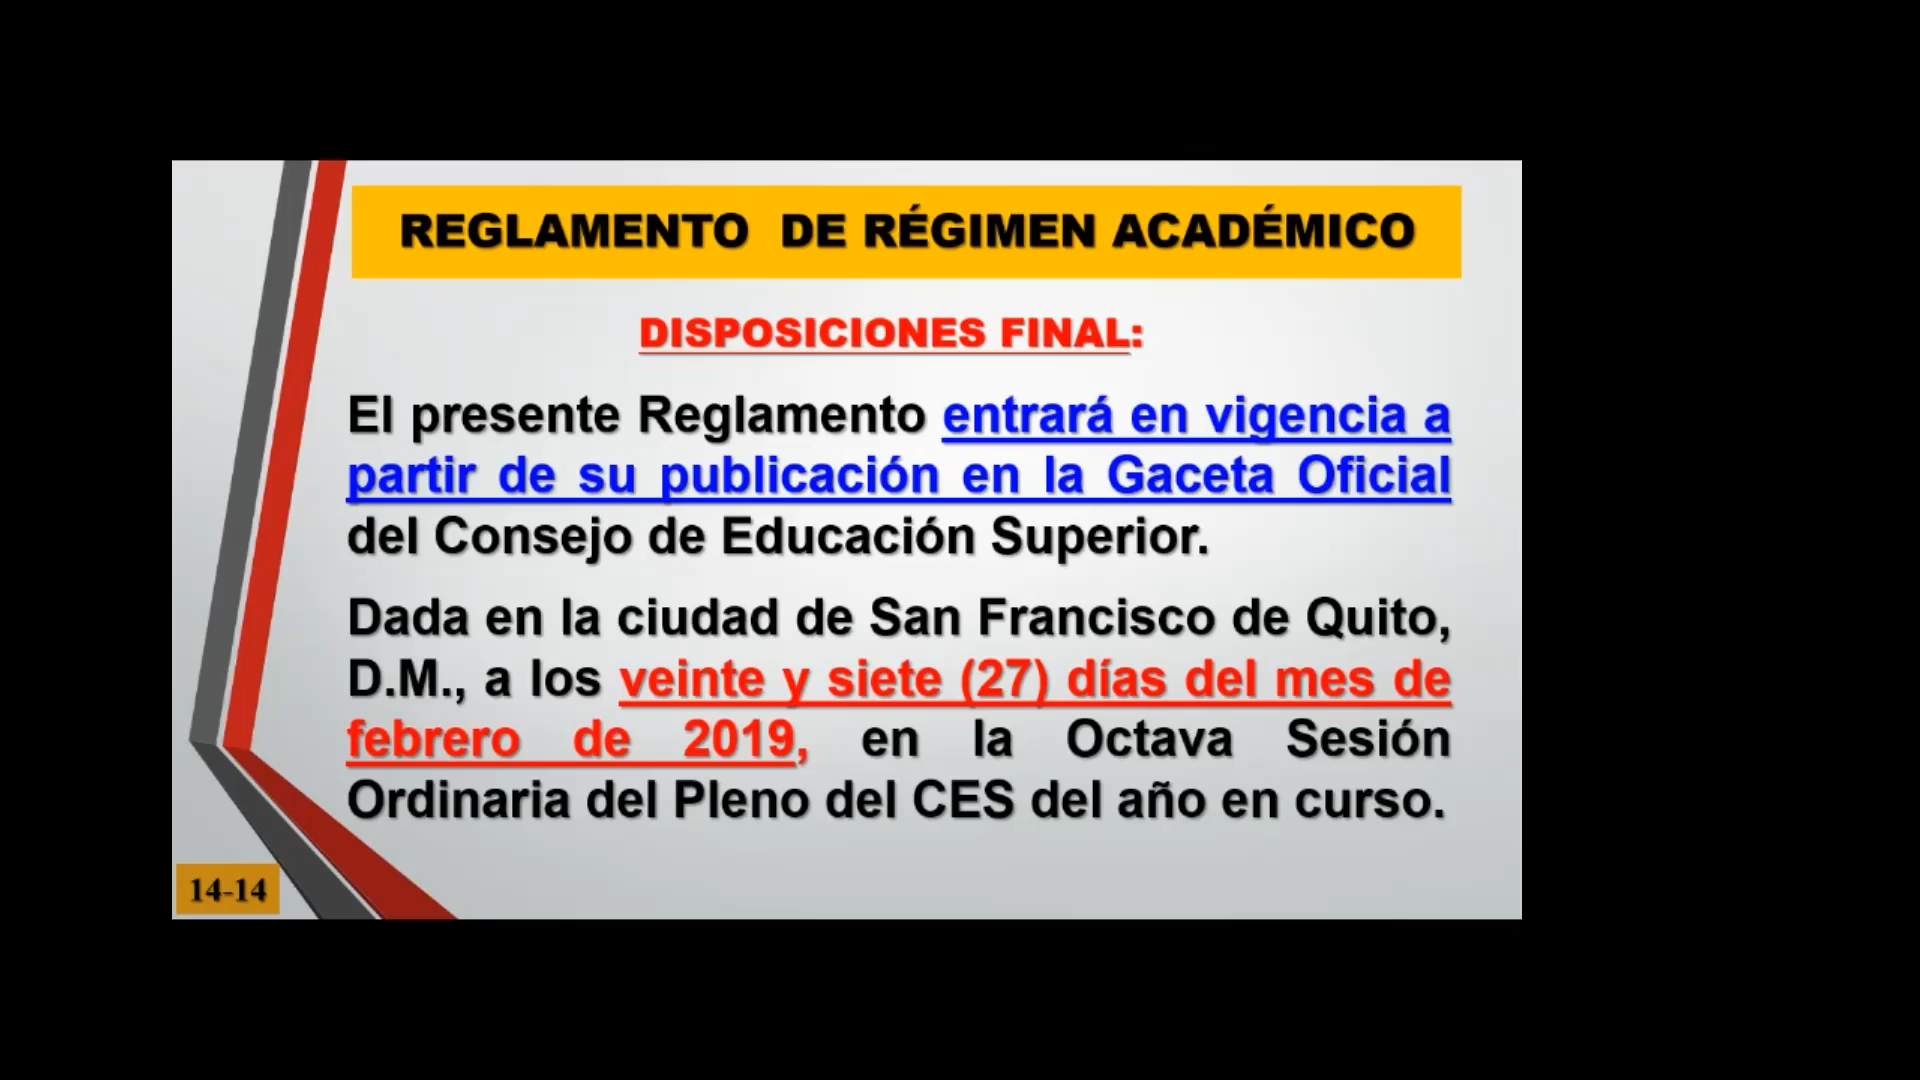 REGLAMENTO DE RÉGIMEN ACADÉMICO
DISPOSICIONES FINAL:
El presente Reglamento entrará en vigencia a
partir de su publicación en la Gaceta Oficial
del Consejo de Educación Superior.
Dada en la ciudad de San Francisco de Quito,
D.M., a los veinte y siete (27) días del mes de
febrero de 2019, en la Octava Sesión
Ordinaria del Pleno del CES del año en curso.
14-14